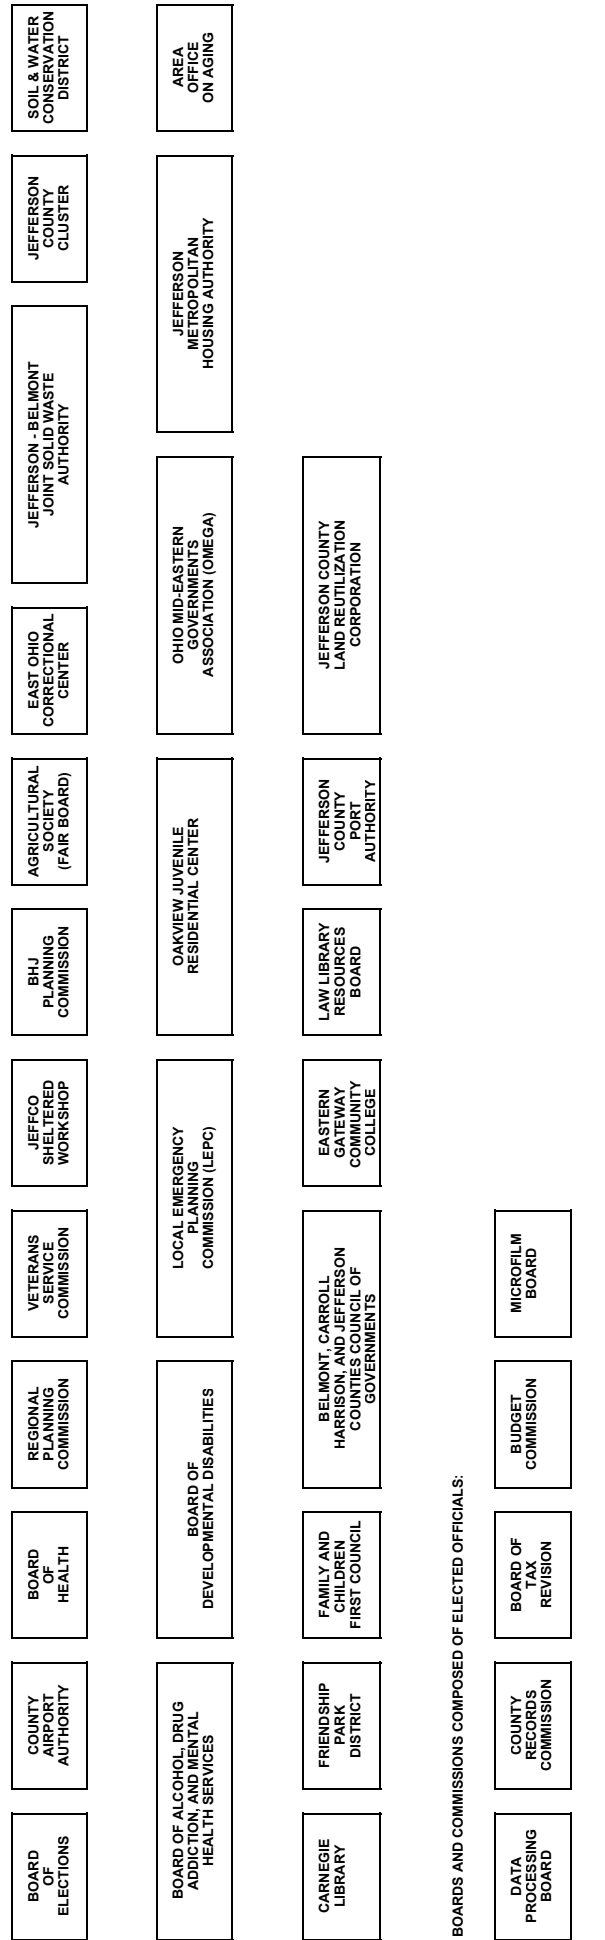 BOARD
OF
ELECTIONS
COUNTY
AIRPORT
AUTHORITY
BOARD
OF
HEALTH
REGIONAL
PLANNING
COMMISSION
VETERANS
SERVICE
COMMISSION
JEFFCO
SHELTERED
WORKSHOP
BHJ
PLANNING
COMMISSION
AGRICULTURAL
SOCIETY
(FAIR BOARD)
EAST OHIO
CORRECTIONAL
CENTER
JEFFERSON - BELMONT
JOINT SOLID WASTE
AUTHORITY
JEFFERSON
COUNTY
CLUSTER
SOIL & WATER
CONSERVATION
DISTRICT
BOARD OF ALCOHOL, DRUG
ADDICTION, AND MENTAL
HEALTH SERVICES
BOARD OF
DEVELOPMENTAL DISABILITIES
LOCAL EMERGENCY
PLANNING
COMMISSION (LEPC)
OAKVIEW JUVENILE
RESIDENTIAL CENTER
OHIO MID-EASTERN
GOVERNMENTS
ASSOCIATION (OMEGA)
JEFFERSON
METROPOLITAN
HOUSING AUTHORITY
AREA
OFFICE
ON AGING
CARNEGIE
LIBRARY
FRIENDSHIP
PARK
DISTRICT
FAMILY AND
CHILDREN
FIRST COUNCIL
BELMONT, CARROLL
HARRISON, AND JEFFERSON
COUNTIES COUNCIL OF
GOVERNMENTS
EASTERN
GATEWAY
COMMUNITY
COLLEGE
LAW LIBRARY
RESOURCES
BOARD
JEFFERSON
COUNTY
PORT
AUTHORITY
JEFFERSON COUNTY
LAND REUTILIZATION
CORPORATION
BOARDS AND COMMISSIONS COMPOSED OF ELECTED OFFICIALS:
DATA
PROCESSING
BOARD
COUNTY
RECORDS
COMMISSION
BOARD OF
TAX
REVISION
BUDGET
COMMISSION
MICROFILM
BOARD